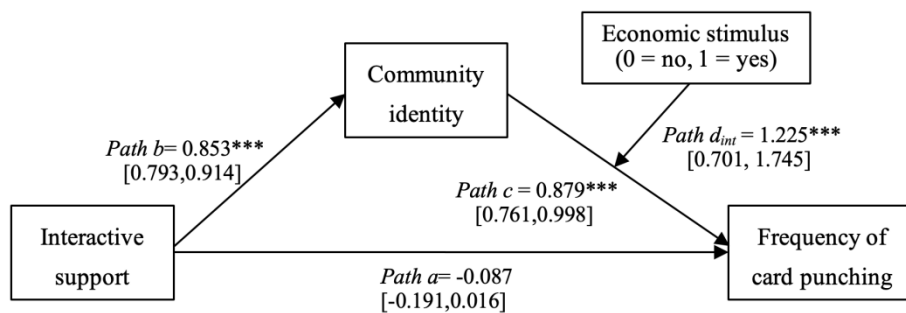 Economic stimulus
(0 = no, 1 = yes)
Community
identity
Path b= 0.853***
[0.793,0.914]
Path d_int = 1.225***
[0.701, 1.745]
Path c = 0.879***
[0.761,0.998]
Interactive
support
Frequency of
card punching
Path a= -0.087
[-0.191,0.016]